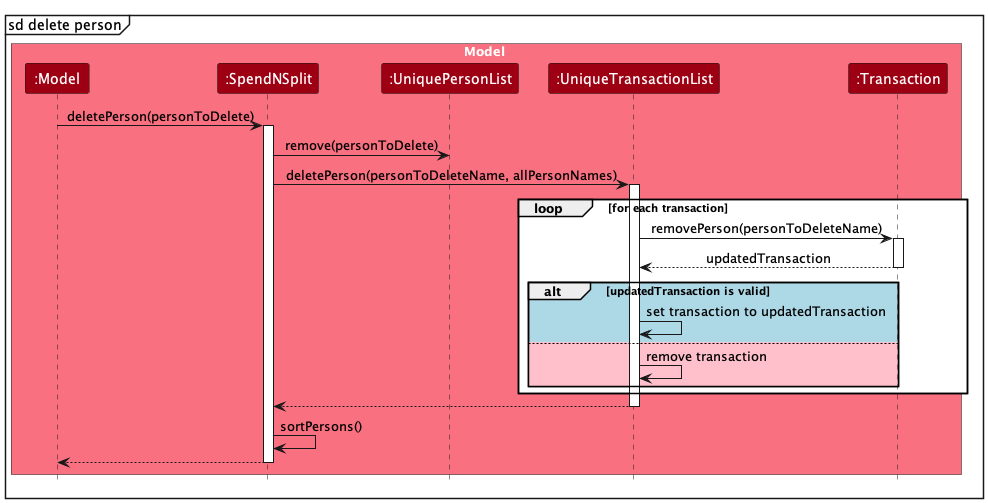 sd delete person
Model
:Model
:SpendNSplit
:UniquePersonList
:UniqueTransactionList
:Transaction
deletePerson(personToDelete)
remove(personToDelete)
deletePerson(personToDeleteName, allPersonNames)
loop
[for each transaction]
removePerson(personToDeleteName)
updatedTransaction
alt
[updatedTransaction is valid]
set transaction to updatedTransaction
remove transaction
sortPersons()